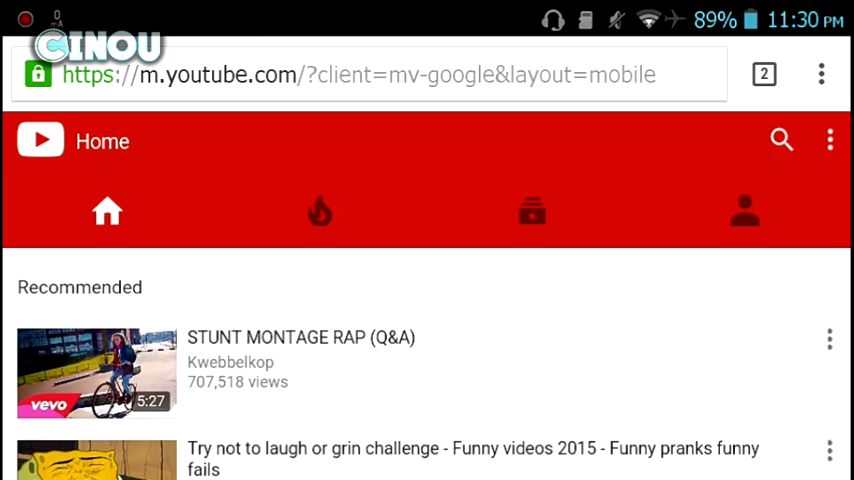 0
mA
89%
11:30 PM
CINOU
https://m.youtube.com/?client=mv-google&layout=mobile
2
Home
Recommended
STUNT MONTAGE RAP (Q&A)
Kwebbelkop
707,518 views
vevo
5:27
Try not to laugh or grin challenge - Funny videos 2015 - Funny pranks funny
fails